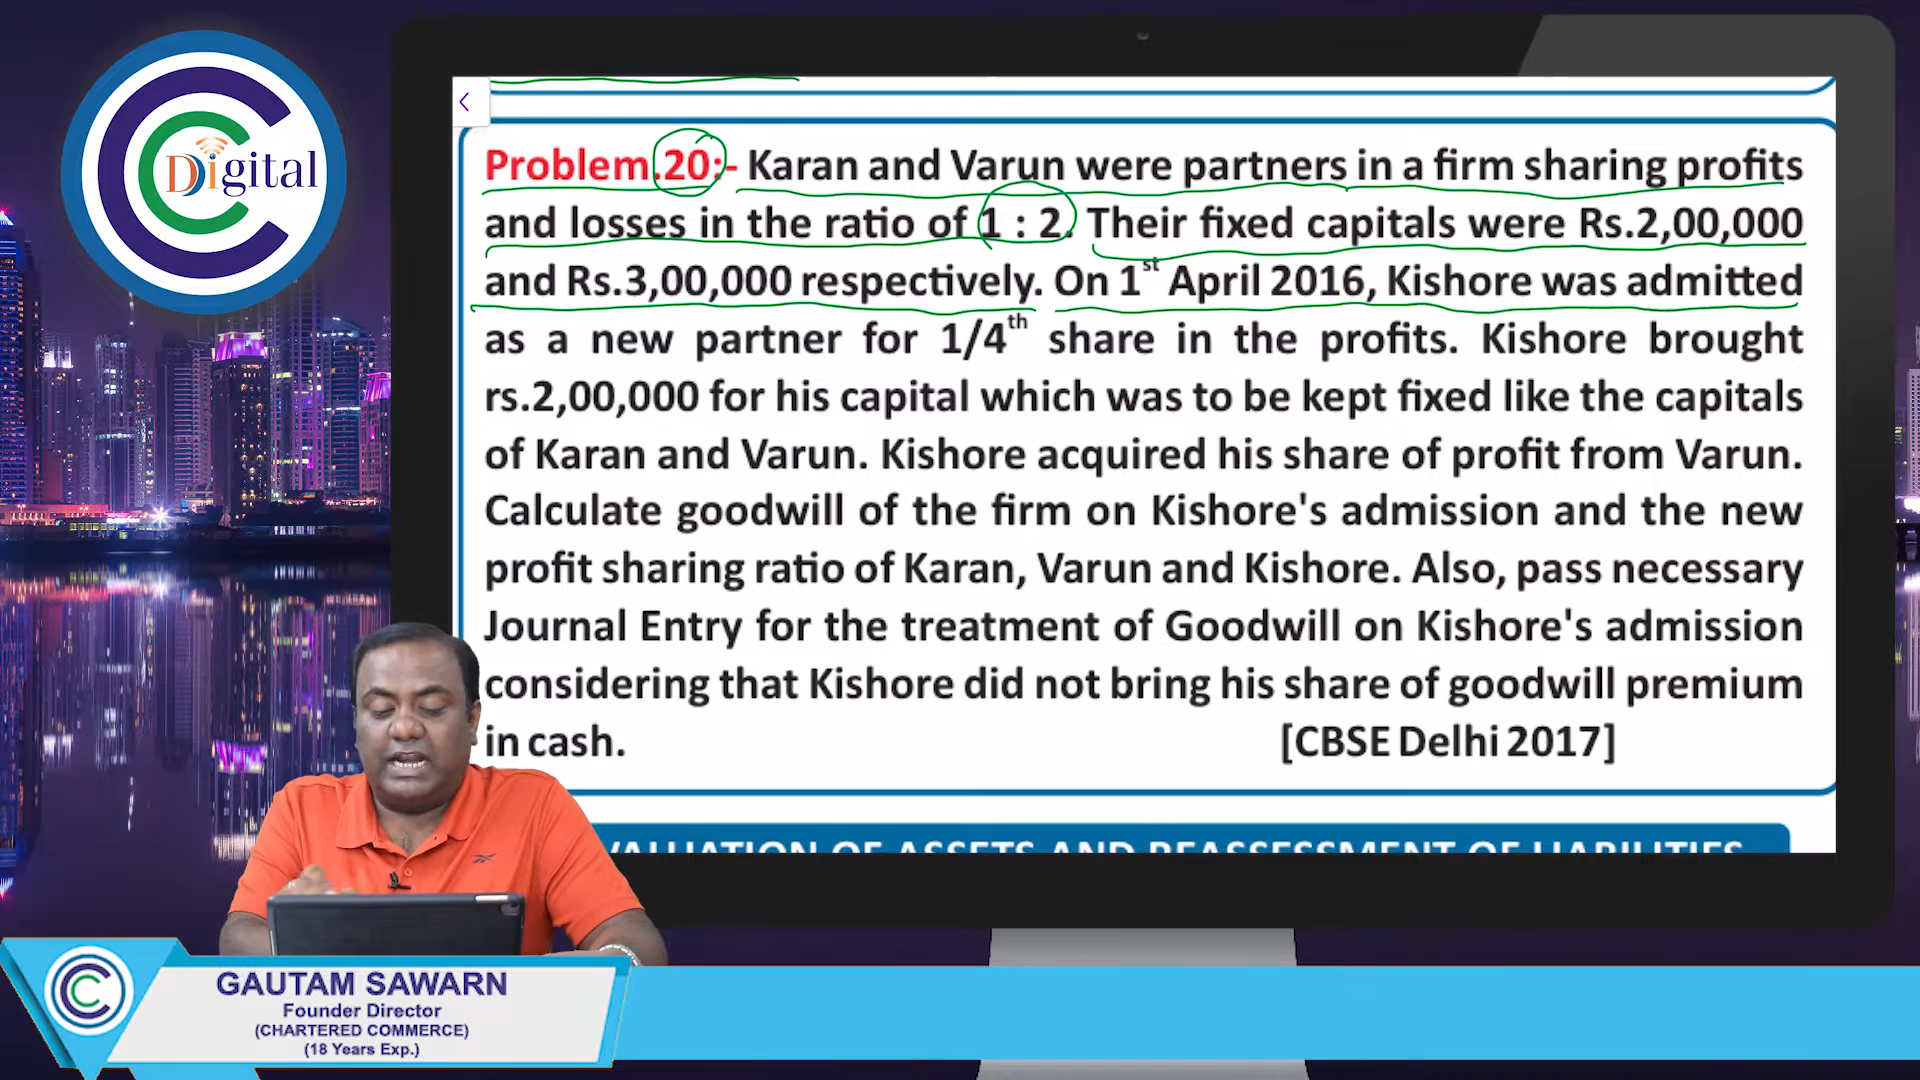 Digital
Problem.20:- Karan and Varun were partners in a firm sharing profits
and losses in the ratio of 1 : 2. Their fixed capitals were Rs.2,00,000
and Rs.3,00,000 respectively. On 1st April 2016, Kishore was admitted
as a new partner for 1/4th share in the profits. Kishore brought
rs.2,00,000 for his capital which was to be kept fixed like the capitals
of Karan and Varun. Kishore acquired his share of profit from Varun.
Calculate goodwill of the firm on Kishore's admission and the new
profit sharing ratio of Karan, Varun and Kishore. Also, pass necessary
Journal Entry for the treatment of Goodwill on Kishore's admission
considering that Kishore did not bring his share of goodwill premium
in cash. [CBSE Delhi 2017]
VALUATION OF ASSETS AND REASSESSMENT OF LIABILITIES
GAUTAM SAWARN
Founder Director
(CHARTERED COMMERCE)
(18 Years Exp.)